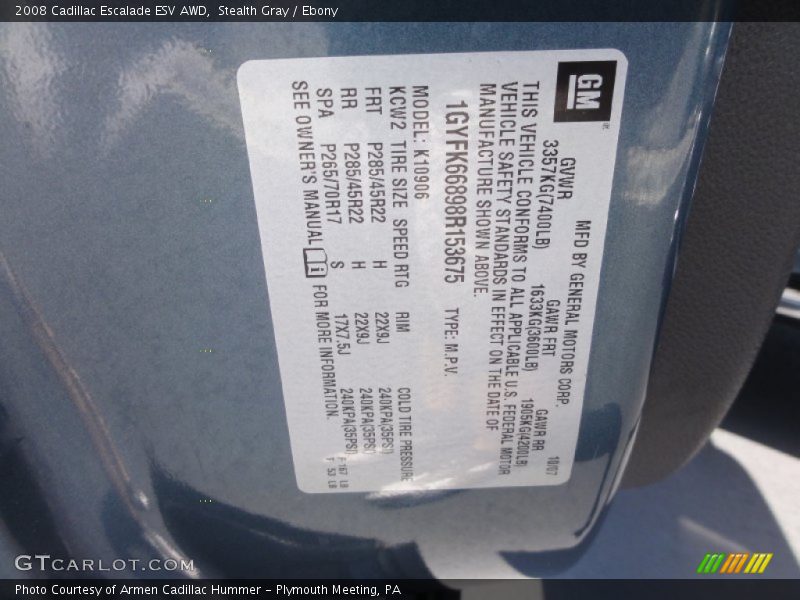 2008 Cadillac Escalade ESV AWD,  Stealth Gray / Ebony
GM
MFD BY GENERAL MOTORS CORP.
10/07
GVWR
GAWR FRT
GAWR RR
3357KG(7400LB)
1633KG(3600LB)
1905KG(4200LB)
THIS VEHICLE CONFORMS TO ALL APPLICABLE U.S. FEDERAL MOTOR
VEHICLE SAFETY STANDARDS IN EFFECT ON THE DATE OF
MANUFACTURE SHOWN ABOVE.
1GYFK66898R153675
TYPE: M.P.V.
MODEL: K10906
KCW2 TIRE SIZE SPEED RTG RIM COLD TIRE PRESSURE
FRT P285/45R22 H 22X9J 240KPA(35PSI)
RR P285/45R22 H 22X9J 240KPA(35PSI)
SPA P265/70R17 S 17X7.5J 240KPA(35PSI)
SEE OWNER'S MANUAL i FOR MORE INFORMATION.
F 167 LB
F 53 LB
GTCARLOT.COM
Photo Courtesy of Armen Cadillac Hummer – Plymouth Meeting, PA